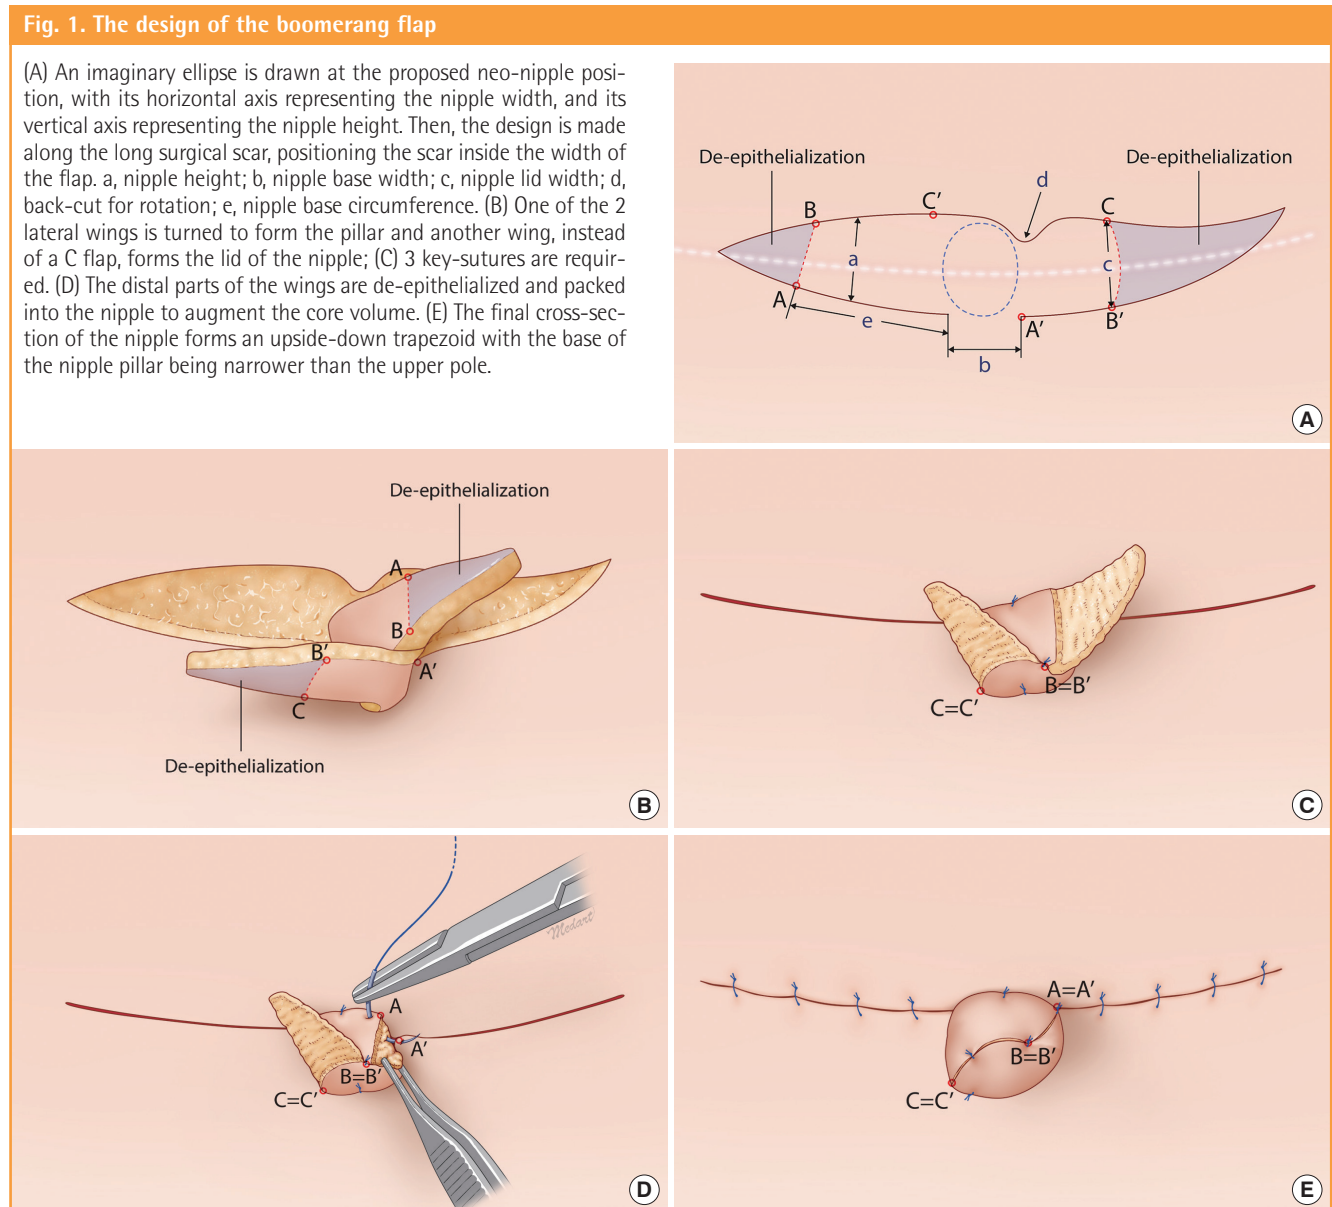 Fig. 1. The design of the boomerang flap
(A) An imaginary ellipse is drawn at the proposed neo-nipple posi-
tion, with its horizontal axis representing the nipple width, and its
vertical axis representing the nipple height. Then, the design is made
along the long surgical scar, positioning the scar inside the width of
the flap. a, nipple height; b, nipple base width; c, nipple lid width; d,
back-cut for rotation; e, nipple base circumference. (B) One of the 2
lateral wings is turned to form the pillar and another wing, instead
of a C flap, forms the lid of the nipple; (C) 3 key-sutures are requir-
ed. (D) The distal parts of the wings are de-epithelialized and packed
into the nipple to augment the core volume. (E) The final cross-sec-
tion of the nipple forms an upside-down trapezoid with the base of
the nipple pillar being narrower than the upper pole.
De-epithelialization De-epithelialization
d
B C' C
a c
A
e A' B'
b
A
De-epithelialization
A
B
B'
A'
C
De-epithelialization
B
B=B'
C=C'
C
Medart
A
A'
B=B'
C=C'
D
A=A'
B=B'
C=C'
E